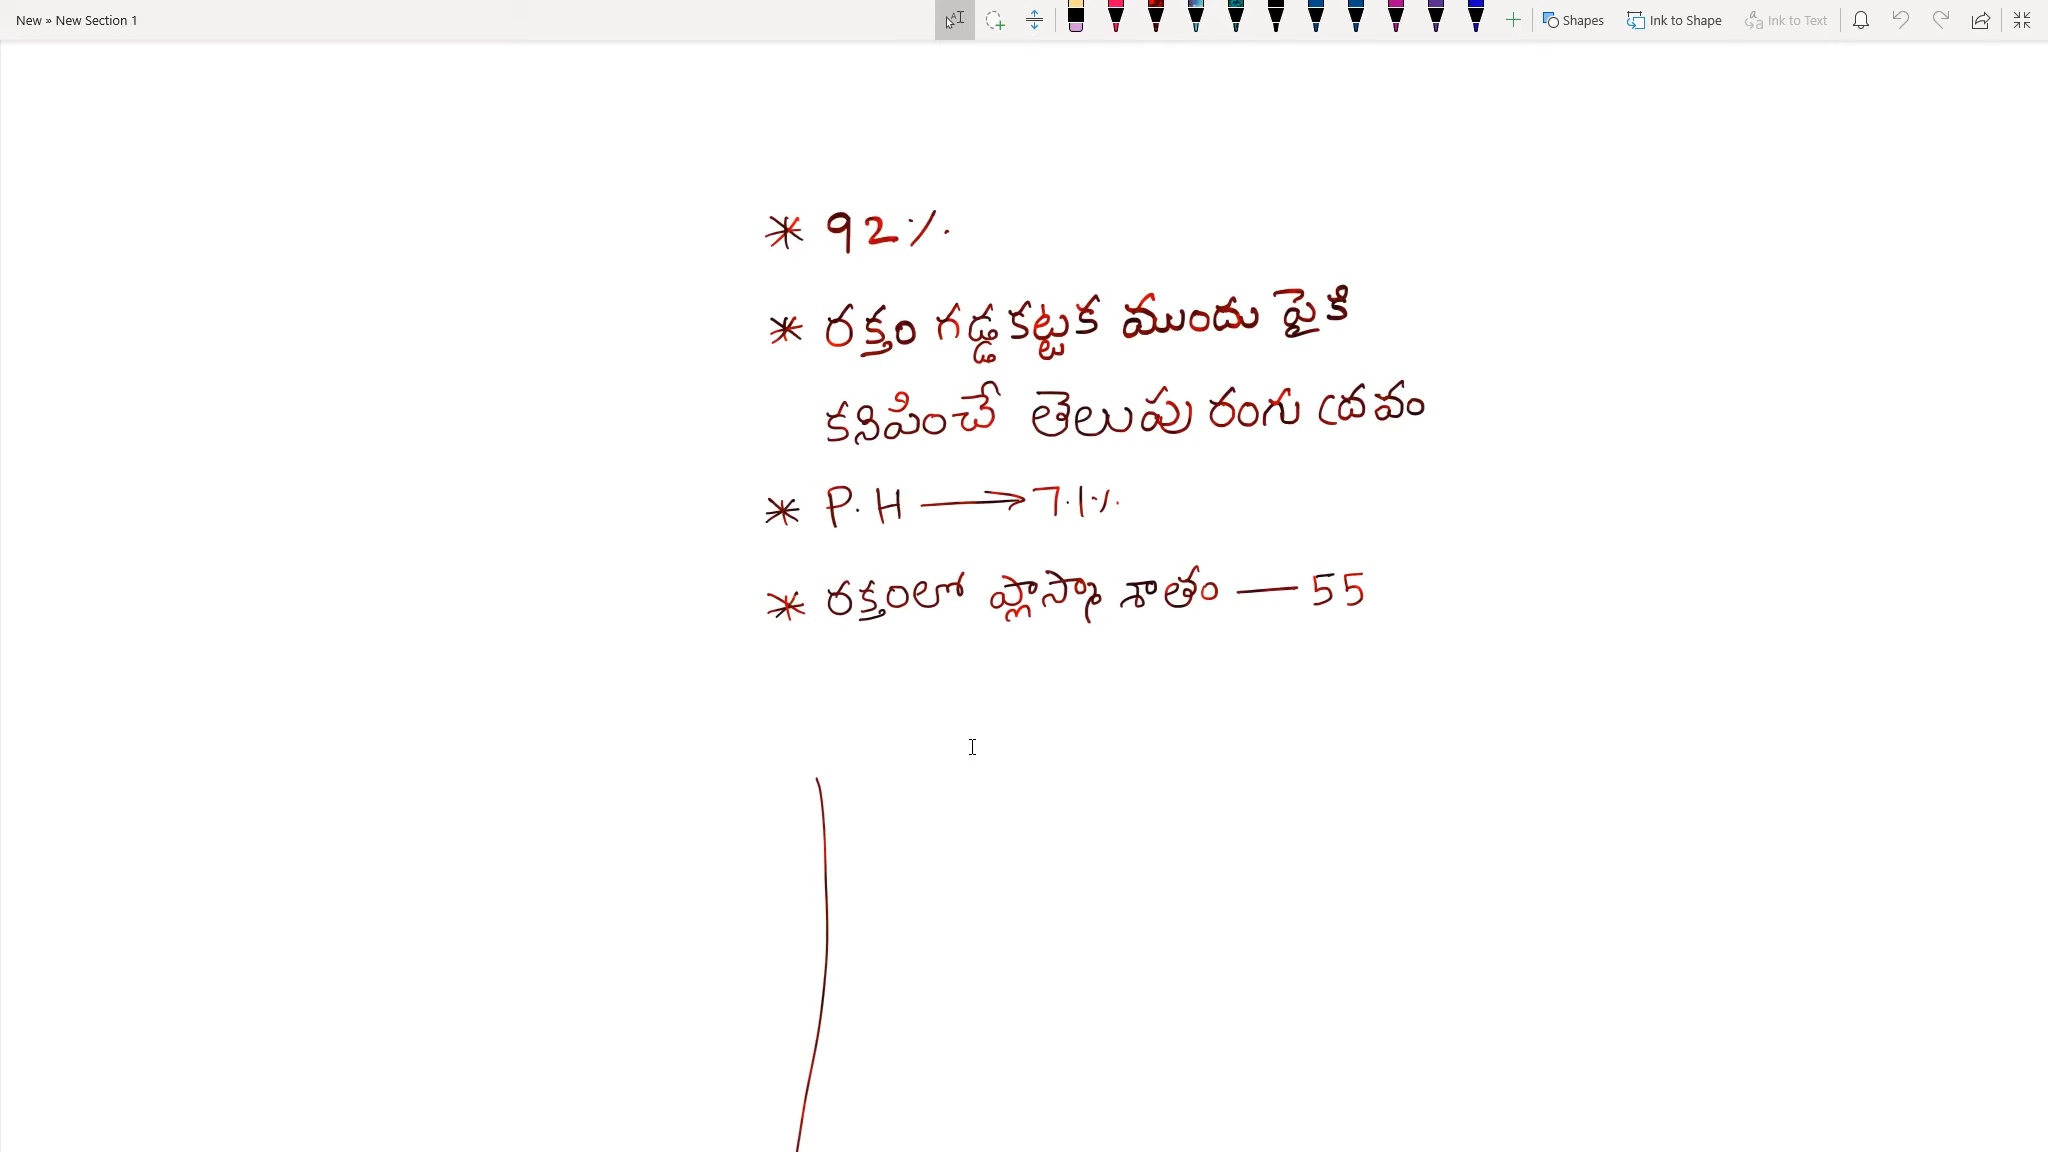 New » New Section 1
Shapes Ink to Shape Ink to Text
* 92%
* రక్తం గడ్డకట్టక ముందు పైకి
కనిపించే తెలుపు రంగు ద్రవం
* P.H → 7.1%
* రక్తంలో ప్లాస్మా శాతం — 55